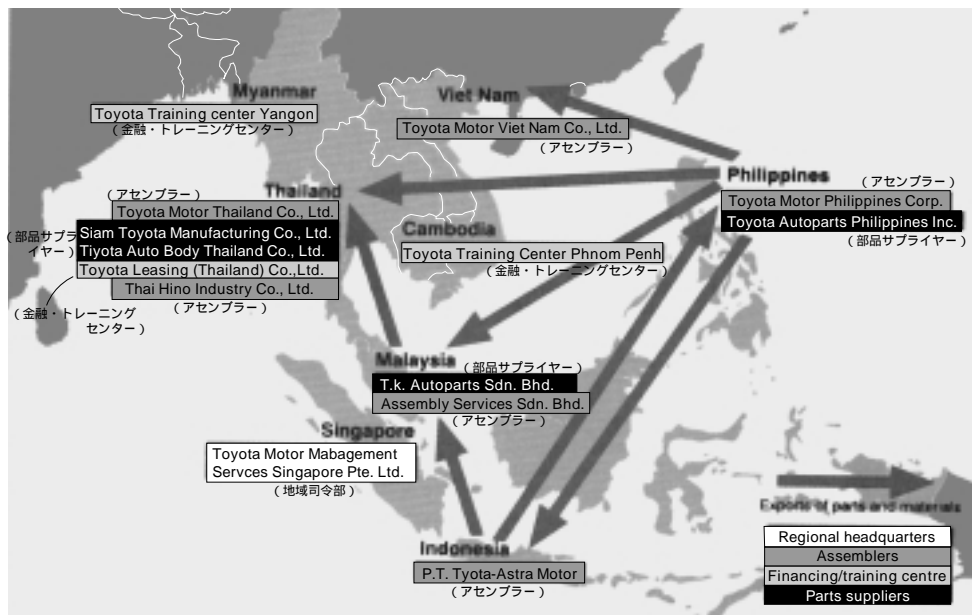 Myanmar
Toyota Training center Yangon
（金融・トレーニングセンター）
Viet Nam
Toyota Motor Viet Nam Co., Ltd.
（アセンブラー）
Philippines
（アセンブラー）
Toyota Motor Philippines Corp.
Toyota Autoparts Philippines Inc.
（部品サプライヤー）
（アセンブラー）
Thailand
Toyota Motor Thailand Co., Ltd.
（部品サプラ
イヤー）
Siam Toyota Manufacturing Co., Ltd.
Tiyota Auto Body Thailand Co., Ltd.
Toyota Leasing (Thailand) Co.,Ltd.
Thai Hino Industry Co., Ltd.
（アセンブラー）
（金融・トレーニング
センター）
Cambodia
Toyota Training Center Phnom Penh
（金融・トレーニングセンター）
Malaysia
（部品サプライヤー）
T.k. Autoparts Sdn. Bhd.
Assembly Services Sdn. Bhd.
（アセンブラー）
Singapore
Toyota Motor Mabagement
Servces Singapore Pte. Ltd.
（地域司令部）
Indonesia
P.T. Tyota-Astra Motor
（アセンブラー）
Exports of parts and materials
Regional headquarters
Assemblers
Financing/training centre
Parts suppliers